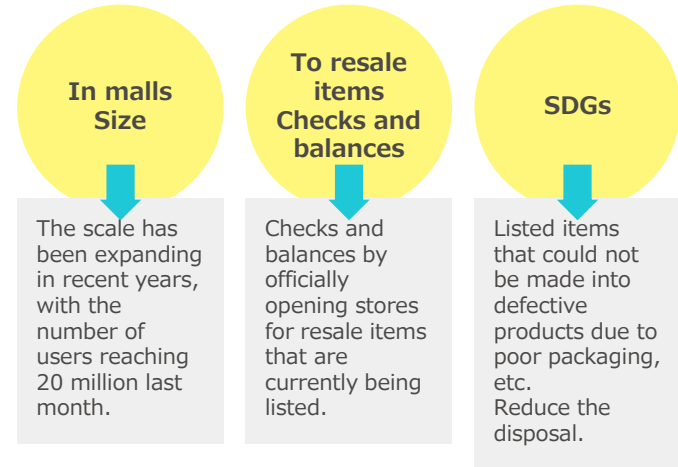 In malls
Size
To resale
items
Checks and
balances
SDGs
The scale has
been expanding
in recent years,
with the
number of
users reaching
20 million last
month.
Checks and
balances by
officially
opening stores
for resale items
that are
currently being
listed.
Listed items
that could not
be made into
defective
products due to
poor packaging,
etc.
Reduce the
disposal.